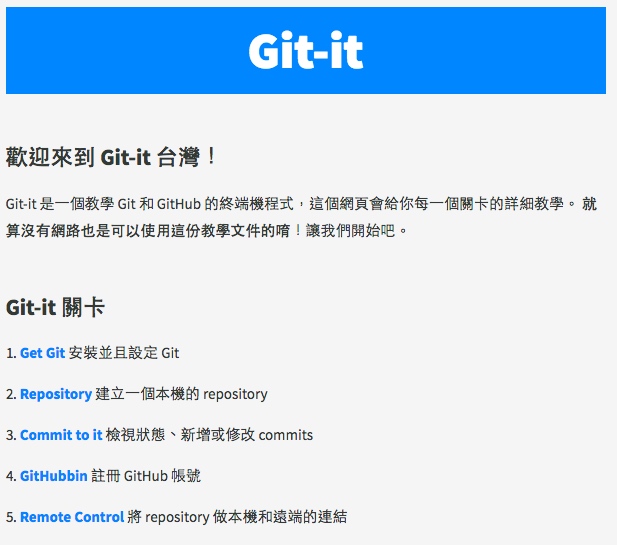 Git-it
歡迎來到 Git-it 台灣！
Git-it 是一個教學 Git 和 GitHub 的終端機程式，這個網頁會給你每一個關卡的詳細教學。 就
算沒有網路也是可以使用這份教學文件的唷！讓我們開始吧。
Git-it 關卡
1. Get Git 安裝並且設定 Git
2. Repository 建立一個本機的 repository
3. Commit to it 檢視狀態、新增或修改 commits
4. GitHubbin 註冊 GitHub 帳號
5. Remote Control 將 repository 做本機和遠端的連結